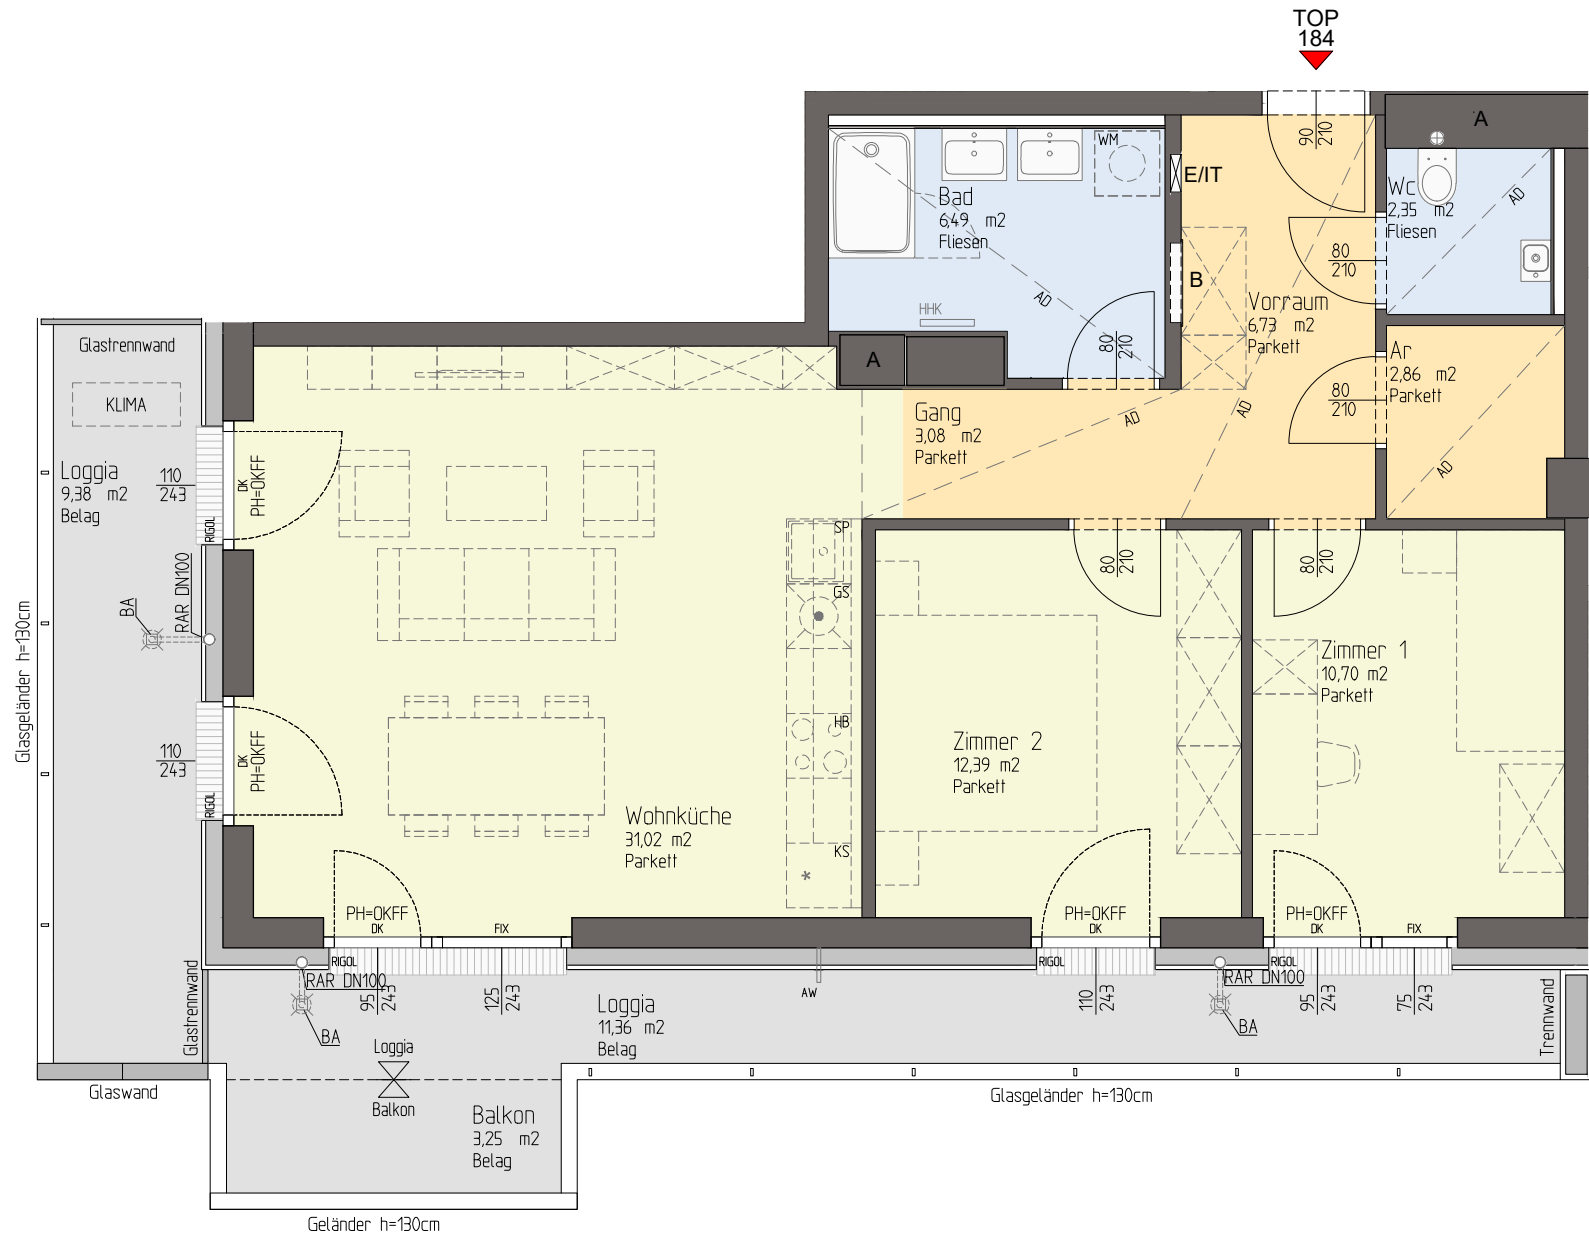 TOP
184
A
90
210
WM
E/IT
Bad
6,49 m2
Fliesen
Wc
2,35 m2
Fliesen
AD
80
210
B
AD
Vorraum
6,73 m2
Parkett
HHK
80
210
A
Ar
2,86 m2
Parkett
80
210
AD
Glastrennwand
KLIMA
Gang
3,08 m2
Parkett
AD
AD
Loggia
9,38 m2
Belag
110
243
DK
PH=OKFF
RIGOL
SP
GS
80
210
80
210
RAR DN100
BA
Glasgeländer h=130cm
Zimmer 1
10,70 m2
Parkett
HB
Zimmer 2
12,39 m2
Parkett
110
243
DK
PH=OKFF
RIGOL
Wohnküche
31,02 m2
Parkett
KS
*
PH=OKFF
DK
FIX
PH=OKFF
DK
PH=OKFF
DK
FIX
RIGOL
RIGOL
RIGOL
RAR DN100
95
243
125
243
AW
110
243
RAR DN100
95
243
75
243
Glastrennwand
Loggia
11,36 m2
Belag
BA
BA
Trennwand
Loggia
Balkon
Glaswand
Glasgeländer h=130cm
Balkon
3,25 m2
Belag
Geländer h=130cm